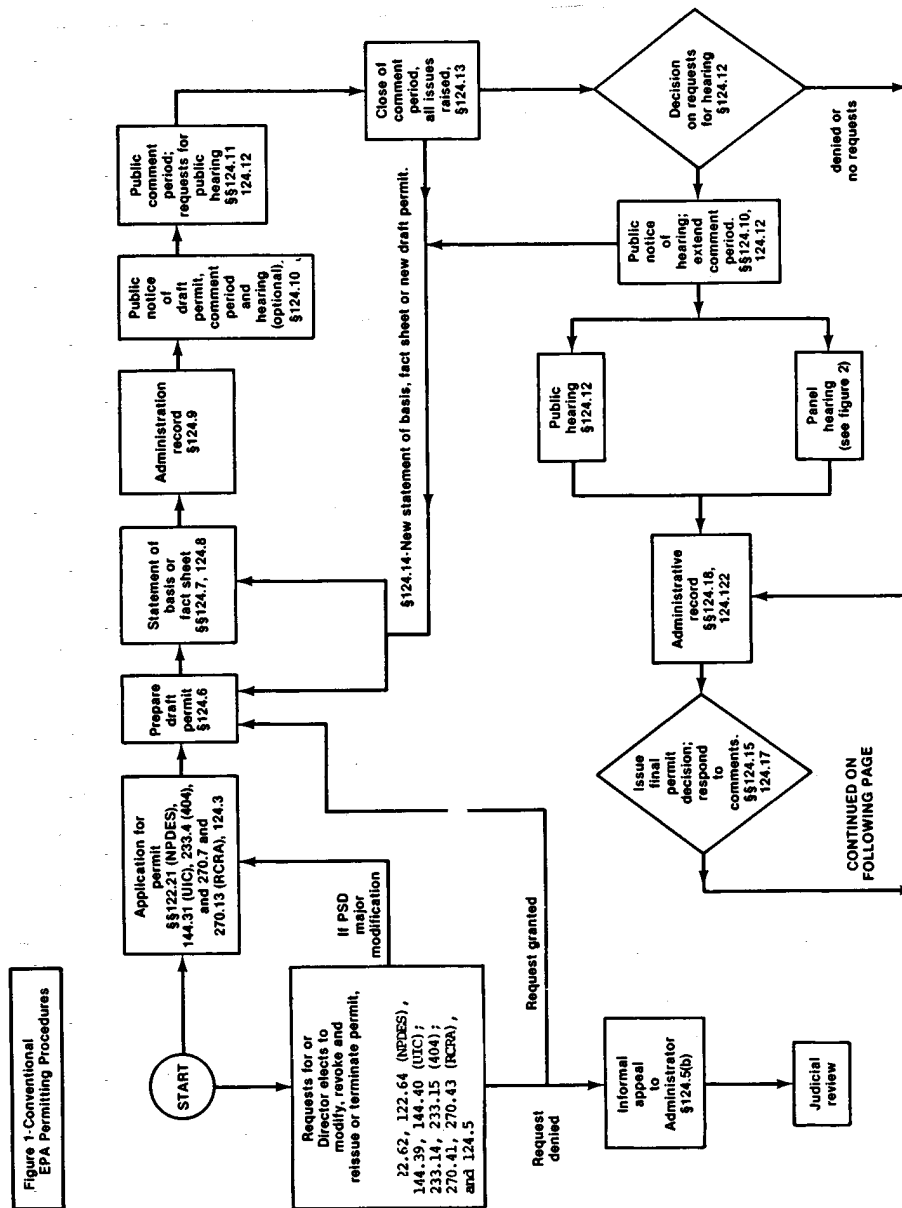 Figure 1-Conventional
EPA Permitting Procedures
START
Application for
permit
§§122.21 (NPDES),
144.31 (UIC), 233.4 (404),
and 270.7 and
270.13 (RCRA), 124.3
Prepare
draft
permit
§124.6
Statement of
basis or
fact sheet
§§124.7, 124.8
Administration
record
§124.9
Public
notice of
draft
permit,
comment
period
and
hearing
(optional)
§124.10
Public
comment
period;
requests for
public
hearing
§§124.11
124.12
Requests for or
Director elects to
modify, revoke and
reissue or terminate permit,
22.62, 122.64 (NPDES),
144.39, 144.40 (UIC);
233.14, 233.15 (404);
270.41, 270.43 (RCRA),
and 124.5
If PSD
major
modification
Request granted
Request
denied
Informal
appeal
to
Administrator
§124.5(b)
Judicial
review
§124.14-New statement of basis, fact sheet or new draft permit.
Close of
comment
period,
all issues
raised,
§124.13
Decision
on requests
for hearing
§124.12
denied or
no requests
Public
notice
of
hearing;
extend
comment
period.
§§124.10,
124.12
Public
hearing
§124.12
Panel
hearing
(see figure 2)
Administrative
record
§§124.18,
124.122
Issue
final
permit
decision;
respond
to
comments.
§§124.15
124.17
CONTINUED ON
FOLLOWING PAGE